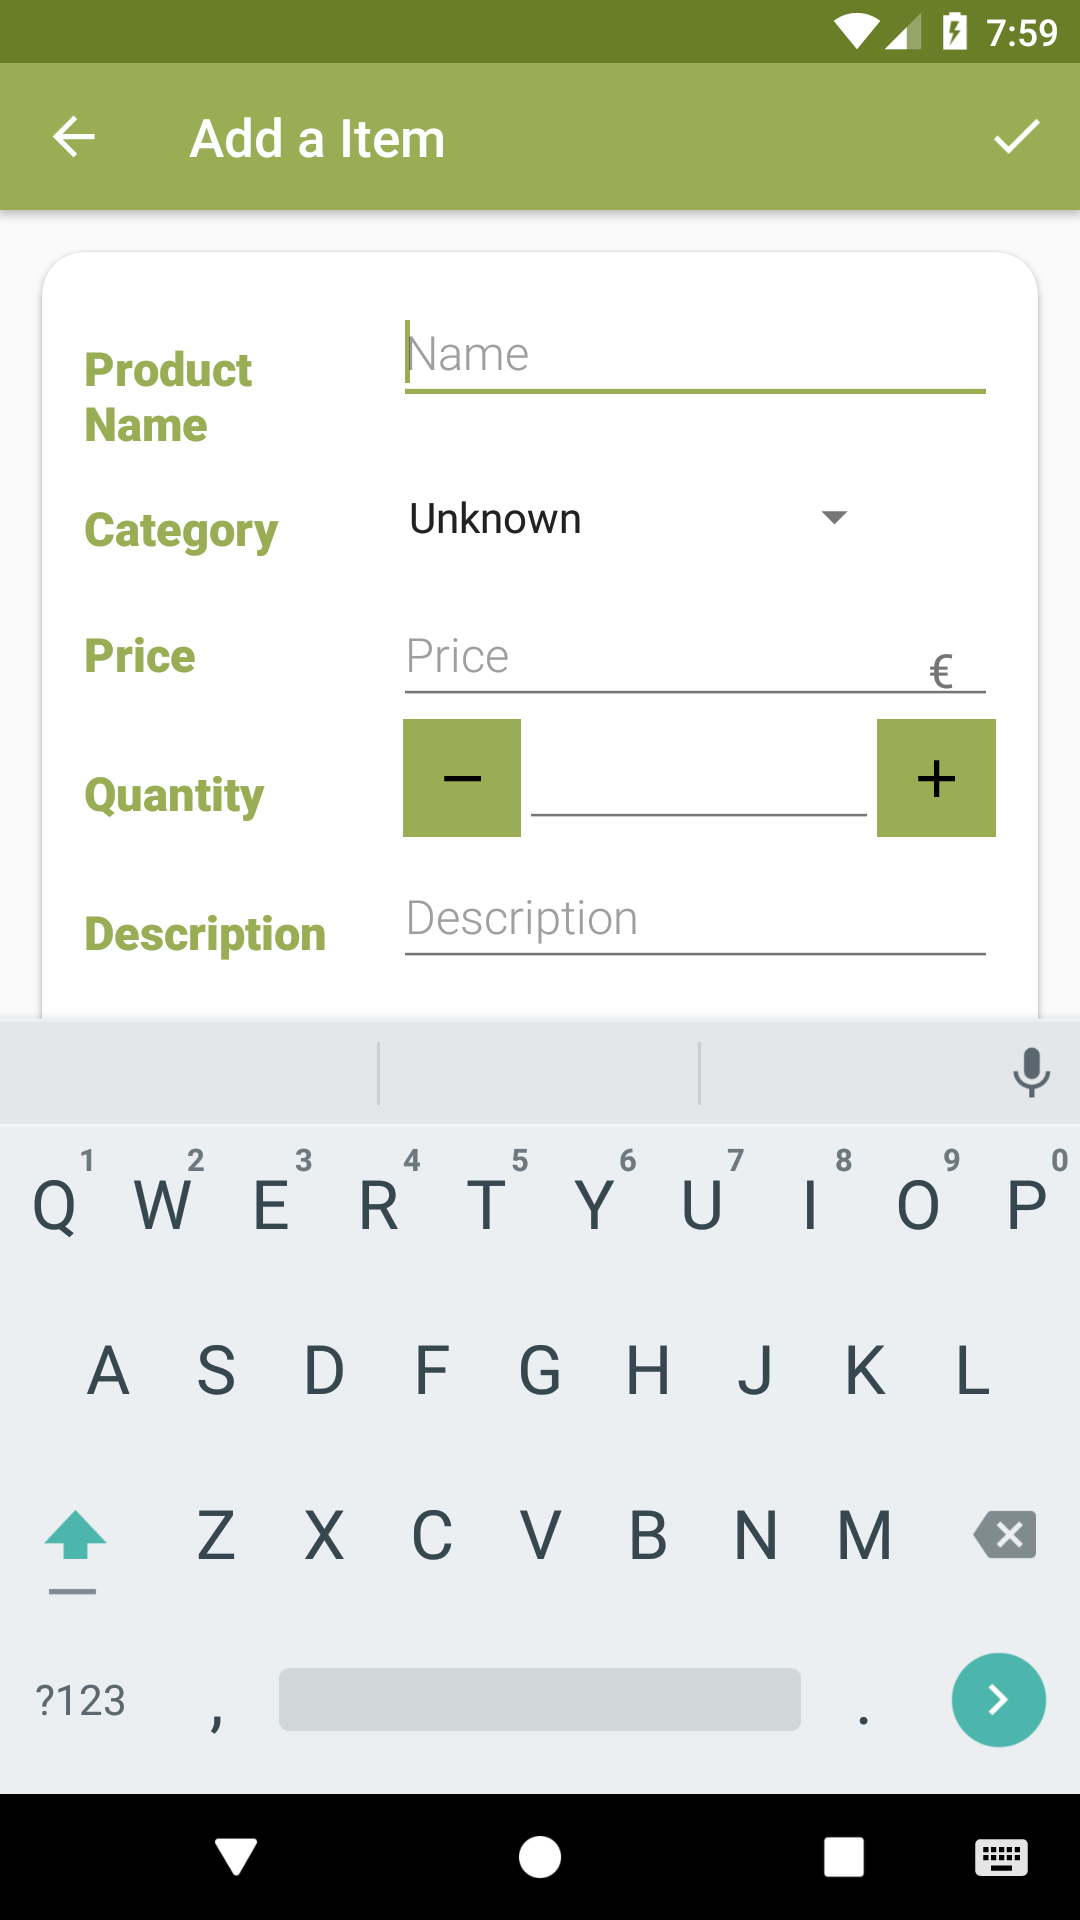 7:59
Add a Item
Product
Name
Name
Category
Unknown
Price
Price
€
Quantity
− +
Description
Description
1 2 3 4 5 6 7 8 9 0
Q W E R T Y U I O P
A S D F G H J K L
Z X C V B N M
?123 , .